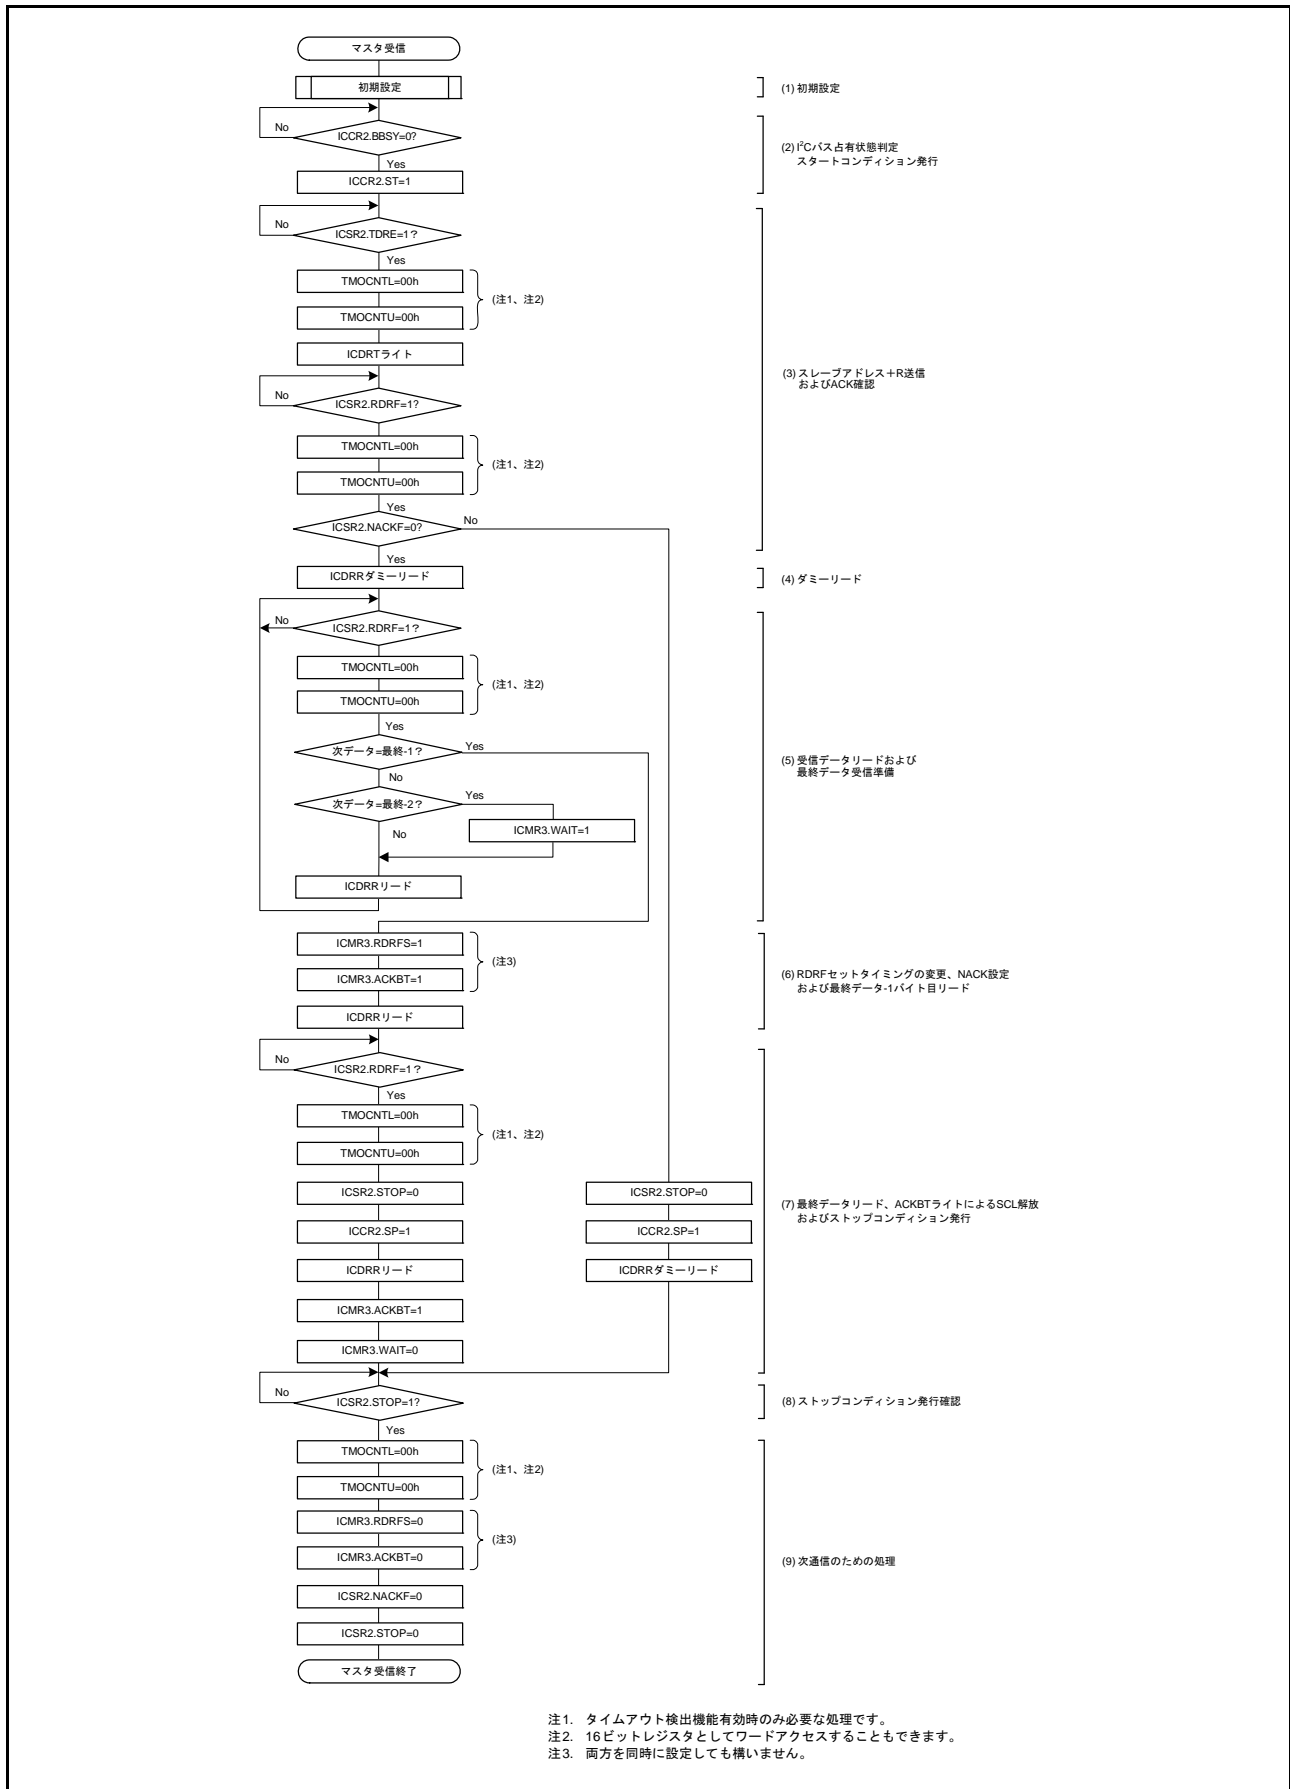 マスタ受信
初期設定
(1) 初期設定
No
ICCR2.BBSY=0?
Yes
ICCR2.ST=1
(2) I²Cバス占有状態判定
スタートコンディション発行
No
ICSR2.TDRE=1?
Yes
TMOCNTL=00h
TMOCNTU=00h
(注1、注2)
ICDRTライト
No
ICSR2.RDRF=1?
TMOCNTL=00h
TMOCNTU=00h
(注1、注2)
Yes
ICSR2.NACKF=0?
No
Yes
(3) スレーブアドレス+R送信
およびACK確認
ICDRRダミーリード
(4) ダミーリード
No
ICSR2.RDRF=1?
TMOCNTL=00h
TMOCNTU=00h
(注1、注2)
Yes
次データ=最終-1?
Yes
No
次データ=最終-2?
Yes
ICMR3.WAIT=1
No
ICDRRリード
(5) 受信データリードおよび
最終データ受信準備
ICMR3.RDRFS=1
ICMR3.ACKBT=1
(注3)
ICDRRリード
(6) RDRFセットタイミングの変更、NACK設定
および最終データ-1バイト目リード
No
ICSR2.RDRF=1?
Yes
TMOCNTL=00h
TMOCNTU=00h
(注1、注2)
ICSR2.STOP=0
ICCR2.SP=1
ICDRRリード
ICMR3.ACKBT=1
ICMR3.WAIT=0
ICSR2.STOP=0
ICCR2.SP=1
ICDRRダミーリード
(7) 最終データリード、ACKBTライトによるSCL解放
およびストップコンディション発行
No
ICSR2.STOP=1?
Yes
(8) ストップコンディション発行確認
TMOCNTL=00h
TMOCNTU=00h
(注1、注2)
ICMR3.RDRFS=0
ICMR3.ACKBT=0
(注3)
ICSR2.NACKF=0
ICSR2.STOP=0
マスタ受信終了
(9) 次通信のための処理
注1. タイムアウト検出機能有効時のみ必要な処理です。
注2. 16ビットレジスタとしてワードアクセスすることもできます。
注3. 両方を同時に設定しても構いません。